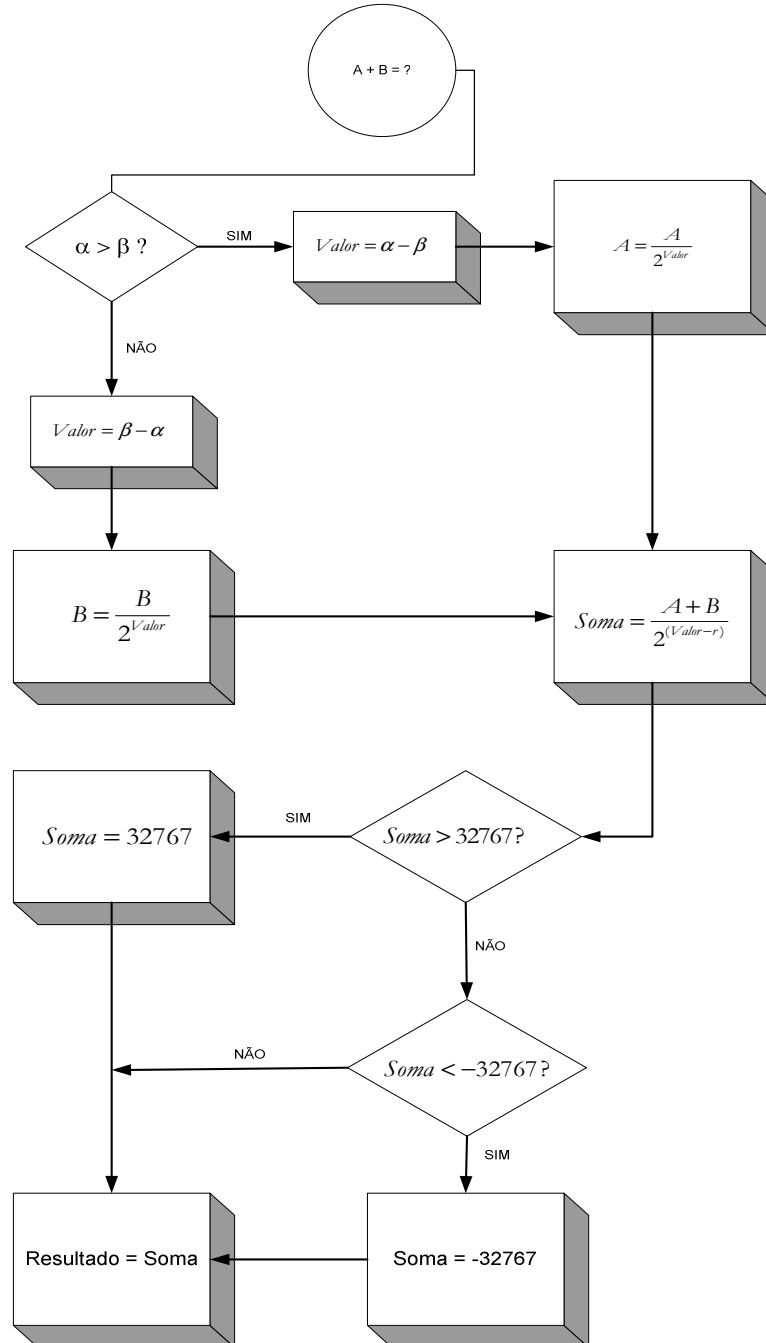 A + B = ?
α > β ?
SIM
Valor = α − β
A = A / 2^Valor
NÃO
Valor = β − α
B = B / 2^Valor
Soma = (A + B) / 2^(Valor−r)
Soma > 32767?
SIM
Soma = 32767
NÃO
Soma < −32767?
NÃO
SIM
Soma = -32767
Resultado = Soma